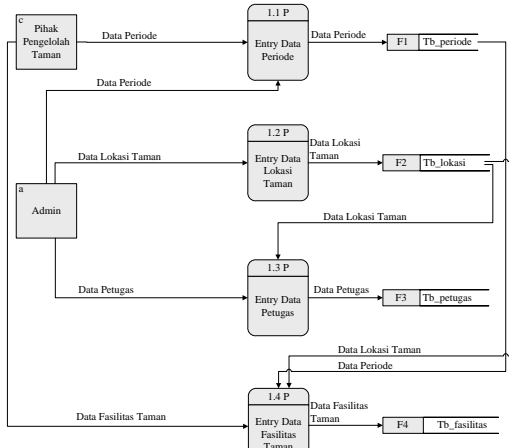 c
Pihak
Pengelolah
Taman
Data Periode
1.1 P
Entry Data
Periode
Data Periode
F1 Tb_periode
Data Periode
1.2 P
Entry Data
Lokasi
Taman
Data Lokasi Taman
Data Lokasi
Taman
F2 Tb_lokasi
a
Admin
Data Lokasi Taman
1.3 P
Entry Data
Petugas
Data Petugas
Data Petugas
F3 Tb_petugas
Data Lokasi Taman
Data Periode
1.4 P
Entry Data
Fasilitas
Taman
Data Fasilitas Taman
Data Fasilitas
Taman
F4 Tb_fasilitas